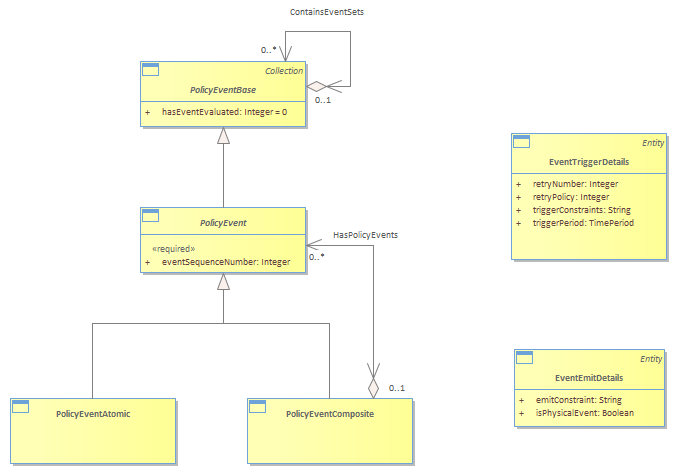 ContainsEventSets
0..*
Collection
PolicyEventBase
0..1
+ hasEventEvaluated: Integer = 0
Entity
EventTriggerDetails
+ retryNumber: Integer
+ retryPolicy: Integer
+ triggerConstraints: String
+ triggerPeriod: TimePeriod
PolicyEvent
«required»
+ eventSequenceNumber: Integer
HasPolicyEvents
0..*
Entity
EventEmitDetails
+ emitConstraint: String
+ isPhysicalEvent: Boolean
0..1
PolicyEventAtomic
PolicyEventComposite